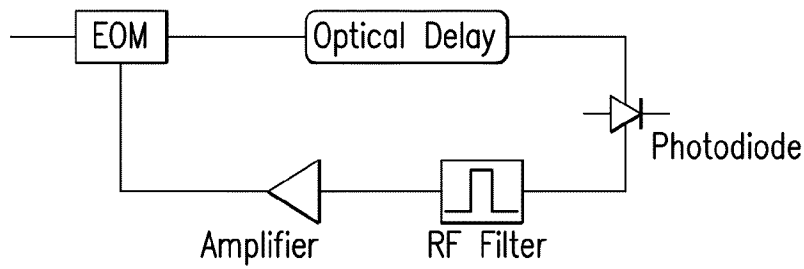 EOM
Optical Delay
Photodiode
Amplifier
RF Filter